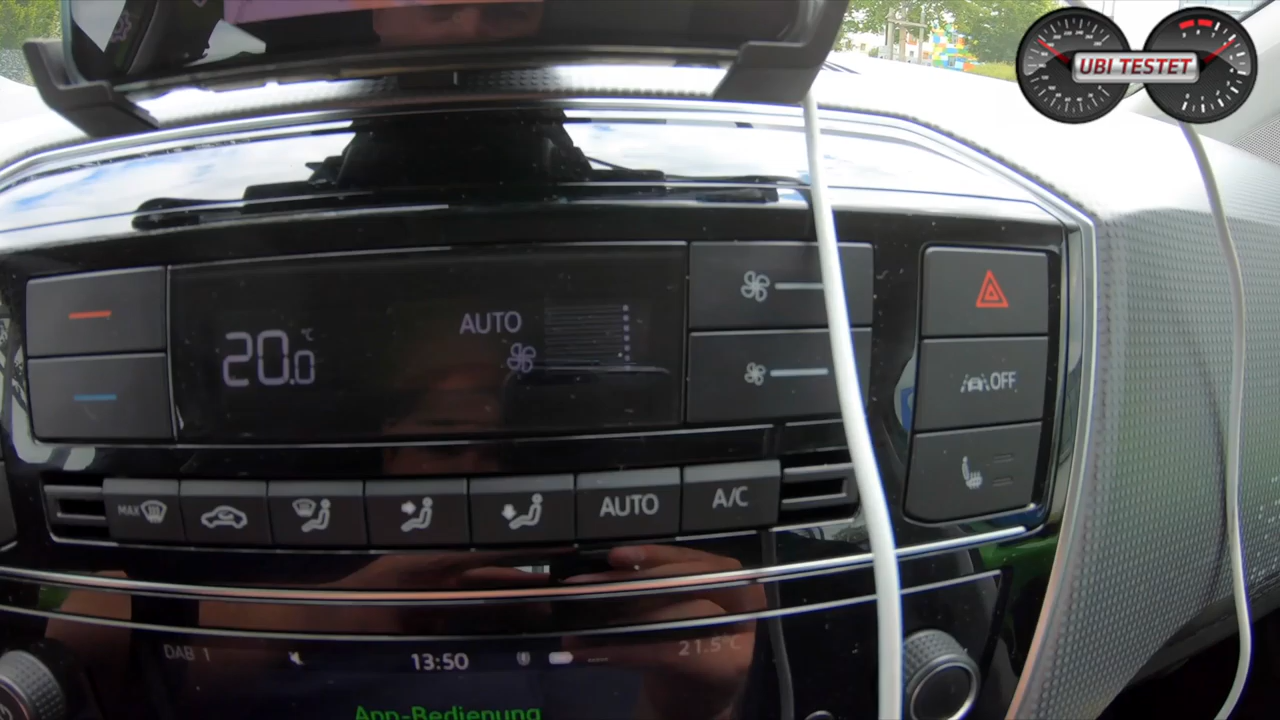 UBI TESTET
AUTO
20.0 °C
OFF
MAX
AUTO
A/C
DAB 1
13:50
21.5°C
App-Bedienung